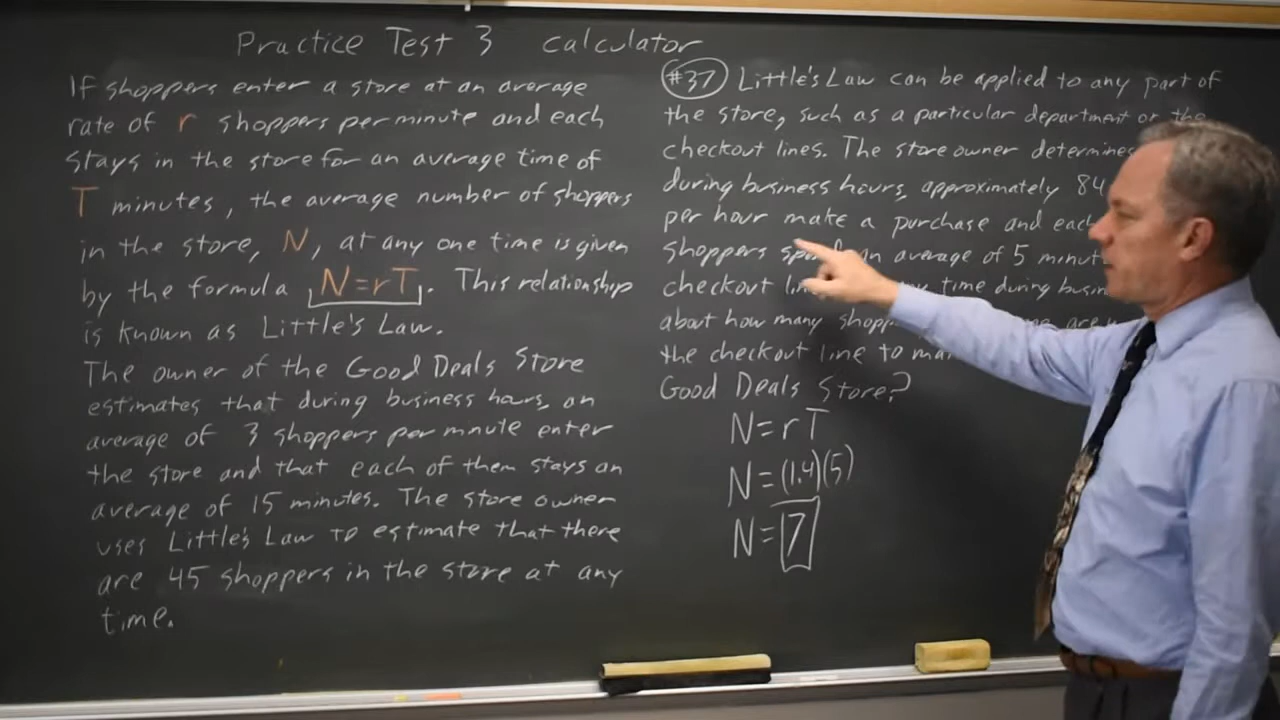 Practice Test 3 calculator
If shoppers enter a store at an average
rate of r shoppers per minute and each
stays in the store for an average time of
T minutes, the average number of shoppers
in the store, N, at any one time is given
by the formula N=rT. This relationship
is known as Little's Law.
The owner of the Good Deals Store
estimates that during business hours, an
average of 3 shoppers per mnute enter
the store and that each of them stays an
average of 15 minutes. The store owner
uses Little's Law to estimate that there
are 45 shoppers in the store at any
time.
#37 Little's Law can be applied to any part of
the store, such as a particular department or the
checkout lines. The store owner determines
during business hours, approximately 84
per hour make a purchase and each
shoppers an average of 5 minut
checkout time during busin
about how many shopp
the checkout line to ma
Good Deals Store?
N=rT
N=(1.4)(5)
N=7